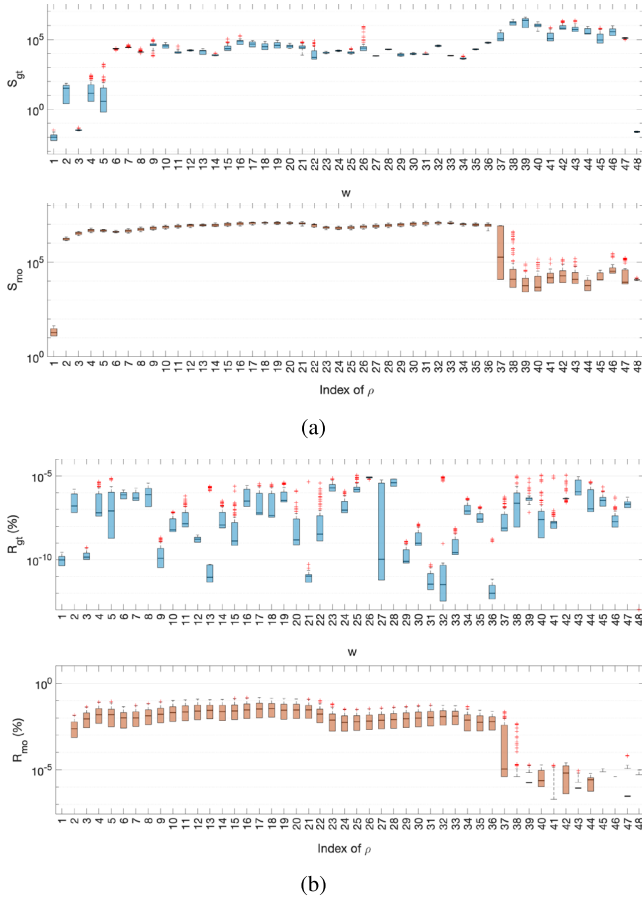 S_gt
10^5
10^0
1 2 3 4 5 6 7 8 9 10 11 12 13 14 15 16 17 18 19 20 21 22 23 24 25 26 27 28 29 30 31 32 33 34 35 36 37 38 39 40 41 42 43 44 45 46 47 48
w
S_mo
10^5
10^0
1 2 3 4 5 6 7 8 9 10 11 12 13 14 15 16 17 18 19 20 21 22 23 24 25 26 27 28 29 30 31 32 33 34 35 36 37 38 39 40 41 42 43 44 45 46 47 48
Index of ρ
(a)
R_gt (%)
10^-5
10^-10
1 2 3 4 5 6 7 8 9 10 11 12 13 14 15 16 17 18 19 20 21 22 23 24 25 26 27 28 29 30 31 32 33 34 35 36 37 38 39 40 41 42 43 44 45 46 47 48
w
R_mo (%)
10^0
10^-5
1 2 3 4 5 6 7 8 9 10 11 12 13 14 15 16 17 18 19 20 21 22 23 24 25 26 27 28 29 30 31 32 33 34 35 36 37 38 39 40 41 42 43 44 45 46 47 48
Index of ρ
(b)